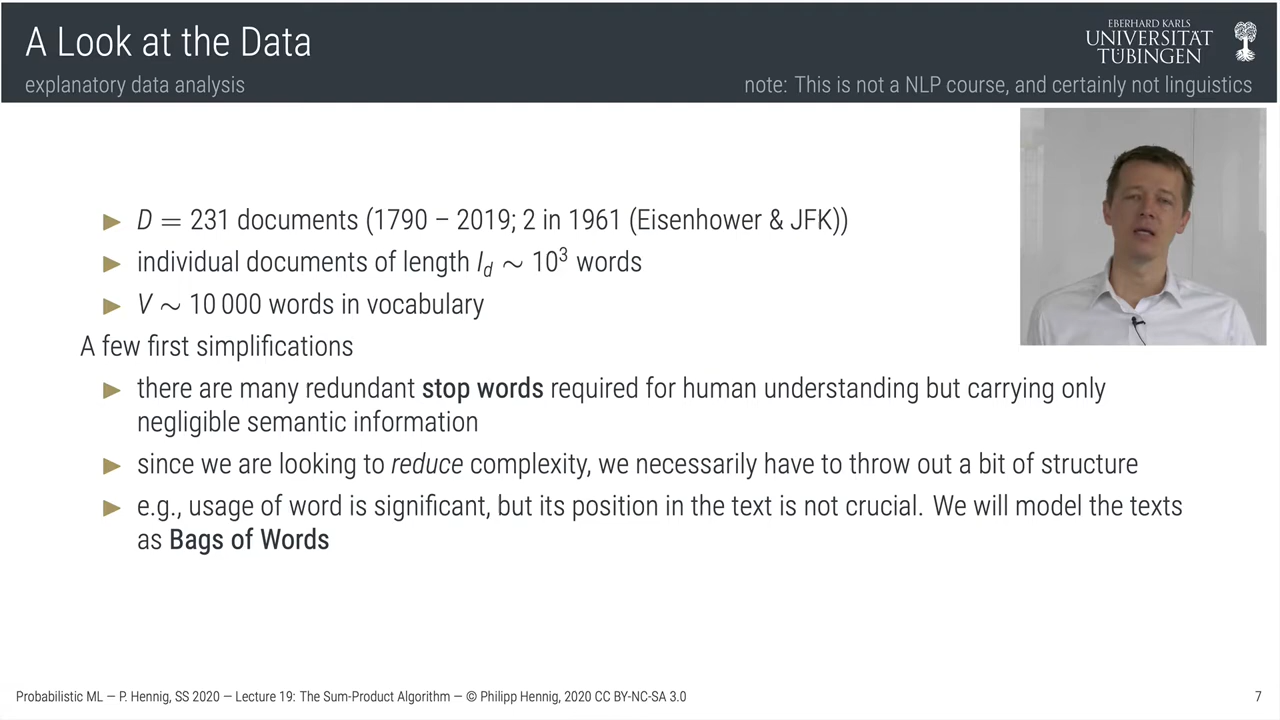 A Look at the Data
EBERHARD KARLS
UNIVERSITÄT
TÜBINGEN
explanatory data analysis
note: This is not a NLP course, and certainly not linguistics
▶ D = 231 documents (1790 – 2019; 2 in 1961 (Eisenhower & JFK))
▶ individual documents of length I_d ∼ 10³ words
▶ V ∼ 10 000 words in vocabulary
A few first simplifications
▶ there are many redundant stop words required for human understanding but carrying only
negligible semantic information
▶ since we are looking to reduce complexity, we necessarily have to throw out a bit of structure
▶ e.g., usage of word is significant, but its position in the text is not crucial. We will model the texts
as Bags of Words
Probabilistic ML — P. Hennig, SS 2020 — Lecture 19: The Sum-Product Algorithm — © Philipp Hennig, 2020 CC BY-NC-SA 3.0
7